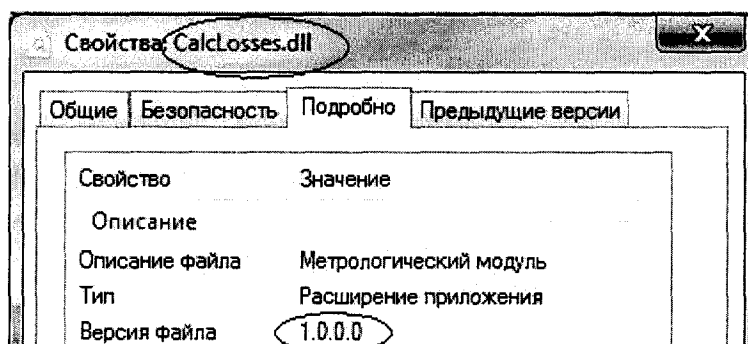 Свойства: CalcLosses.dll
Общие Безопасность Подробно Предыдущие версии
Свойство Значение
Описание
Описание файла Метрологический модуль
Тип Расширение приложения
Версия файла 1.0.0.0